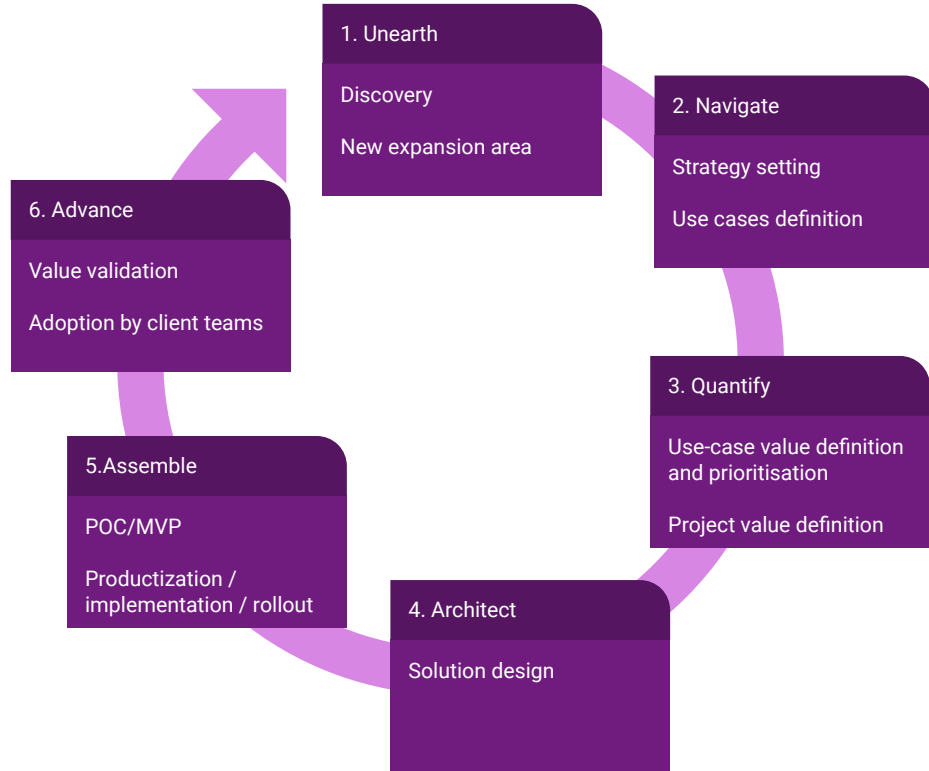 1. Unearth
Discovery
New expansion area
2. Navigate
Strategy setting
Use cases definition
3. Quantify
Use-case value definition
and prioritisation
Project value definition
4. Architect
Solution design
5.Assemble
POC/MVP
Productization /
implementation / rollout
6. Advance
Value validation
Adoption by client teams